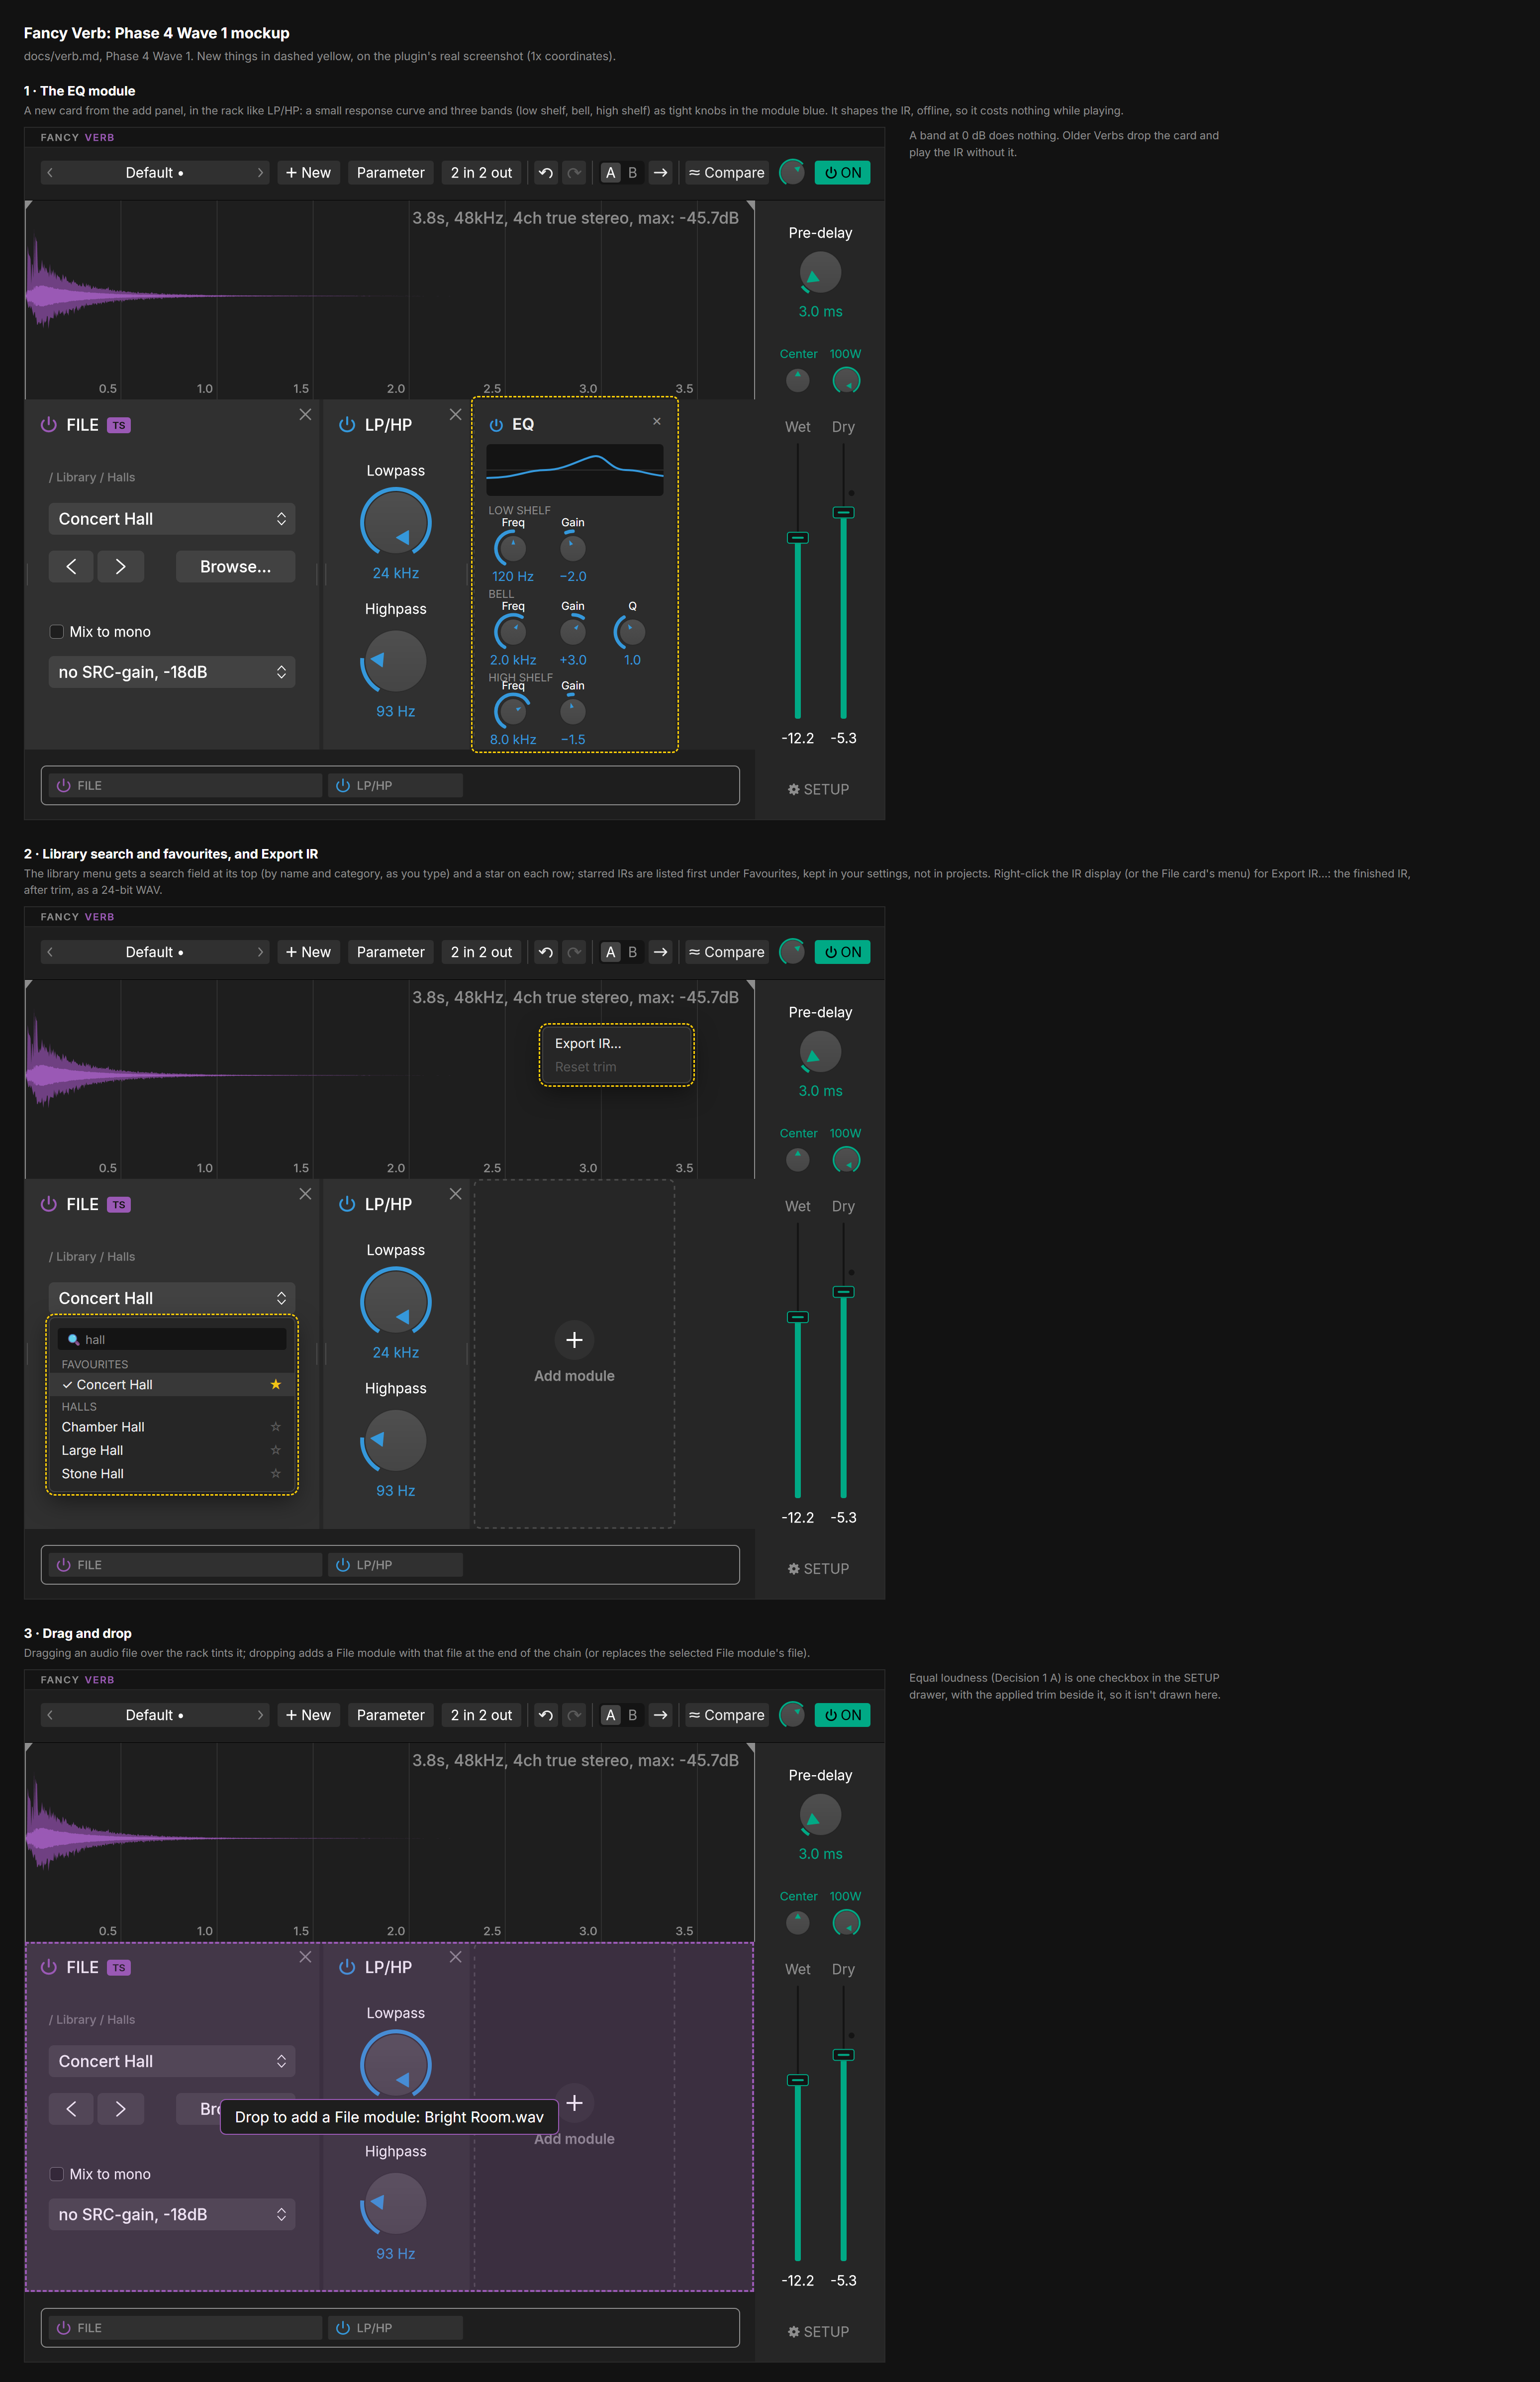 Fancy Verb: Phase 4 Wave 1 mockup
docs/verb.md, Phase 4 Wave 1. New things in dashed yellow, on the plugin's real screenshot (1x coordinates).
1 · The EQ module
A new card from the add panel, in the rack like LP/HP: a small response curve and three bands (low shelf, bell, high shelf) as tight knobs in the module blue. It shapes the IR, offline, so it costs nothing while playing.
FANCY VERB
A band at 0 dB does nothing. Older Verbs drop the card and
play the IR without it.
Default •
+ New
Parameter
2 in 2 out
A B
≈ Compare
ON
3.8s, 48kHz, 4ch true stereo, max: -45.7dB
Pre-delay
3.0 ms
Center 100W
0.5 1.0 1.5 2.0 2.5 3.0 3.5
FILE TS
LP/HP
EQ
Wet Dry
/ Library / Halls
Lowpass
Concert Hall
LOW SHELF
Freq Gain
Browse...
24 kHz
120 Hz −2.0
BELL
Highpass
Freq Gain Q
Mix to mono
2.0 kHz +3.0 1.0
no SRC-gain, -18dB
HIGH SHELF
Freq Gain
93 Hz
8.0 kHz −1.5
-12.2 -5.3
FILE
LP/HP
SETUP
2 · Library search and favourites, and Export IR
The library menu gets a search field at its top (by name and category, as you type) and a star on each row; starred IRs are listed first under Favourites, kept in your settings, not in projects. Right-click the IR display (or the File card's menu) for Export IR...: the finished IR,
after trim, as a 24-bit WAV.
FANCY VERB
Default •
+ New
Parameter
2 in 2 out
A B
≈ Compare
ON
3.8s, 48kHz, 4ch true stereo, max: -45.7dB
Pre-delay
Export IR...
Reset trim
3.0 ms
Center 100W
0.5 1.0 1.5 2.0 2.5 3.0 3.5
FILE TS
LP/HP
Wet Dry
/ Library / Halls
Lowpass
Concert Hall
hall
24 kHz
FAVOURITES
✓ Concert Hall ★
Add module
Highpass
HALLS
Chamber Hall ☆
Large Hall ☆
Stone Hall ☆
93 Hz
-12.2 -5.3
FILE
LP/HP
SETUP
3 · Drag and drop
Dragging an audio file over the rack tints it; dropping adds a File module with that file at the end of the chain (or replaces the selected File module's file).
FANCY VERB
Equal loudness (Decision 1 A) is one checkbox in the SETUP
drawer, with the applied trim beside it, so it isn't drawn here.
Default •
+ New
Parameter
2 in 2 out
A B
≈ Compare
ON
3.8s, 48kHz, 4ch true stereo, max: -45.7dB
Pre-delay
3.0 ms
Center 100W
0.5 1.0 1.5 2.0 2.5 3.0 3.5
FILE TS
LP/HP
Wet Dry
/ Library / Halls
Lowpass
Concert Hall
Bro
Drop to add a File module: Bright Room.wav
Add module
Highpass
Mix to mono
no SRC-gain, -18dB
93 Hz
-12.2 -5.3
FILE
LP/HP
SETUP